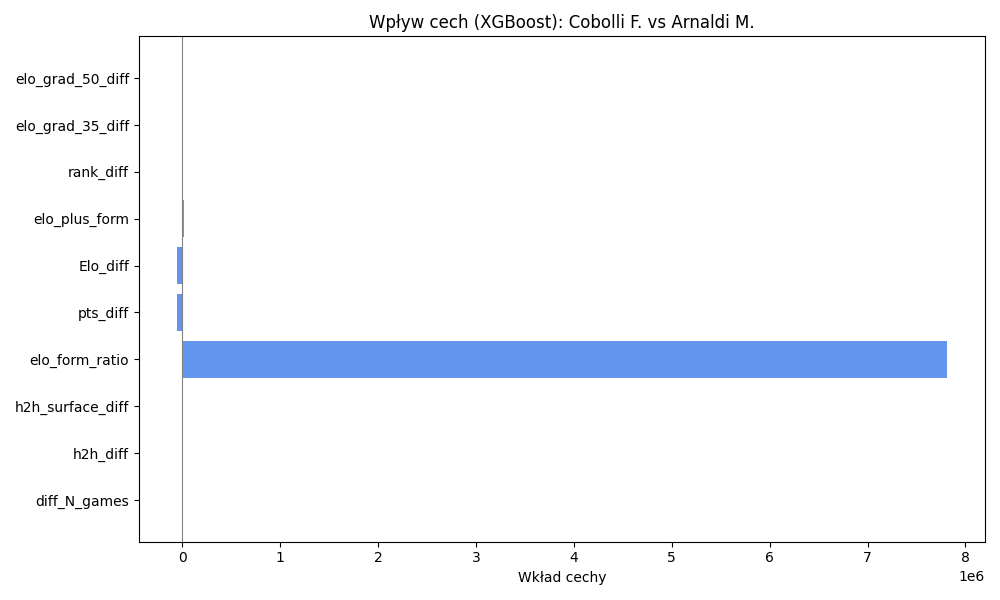 Wpływ cech (XGBoost): Cobolli F. vs Arnaldi M.
elo_grad_50_diff
elo_grad_35_diff
rank_diff
elo_plus_form
Elo_diff
pts_diff
elo_form_ratio
h2h_surface_diff
h2h_diff
diff_N_games
0 1 2 3 4 5 6 7 8
1e6
Wkład cechy